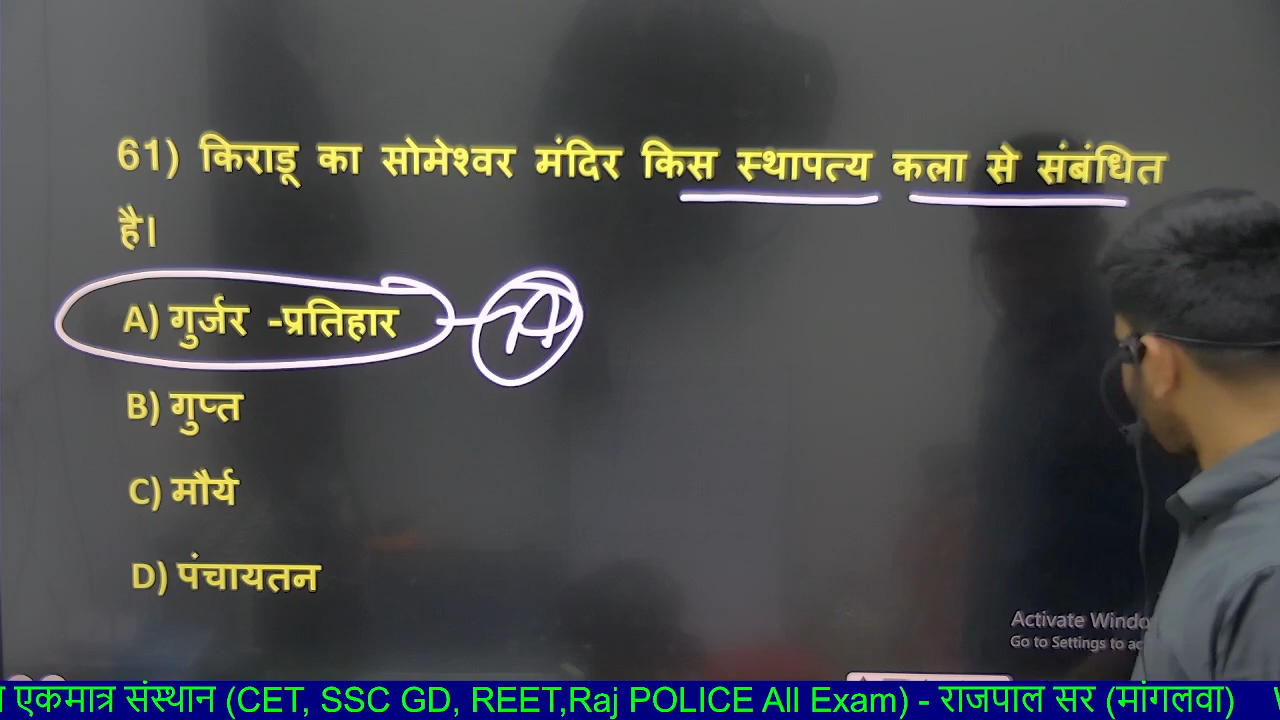 61) किराडू का सोमेश्वर मंदिर किस स्थापत्य कला से संबंधित
है।
A) गुर्जर -प्रतिहार
B) गुप्त
C) मौर्य
D) पंचायतन
Activate Windo
Go to Settings to ac
एकमात्र संस्थान (CET, SSC GD, REET,Raj POLICE All Exam) - राजपाल सर (मांगलवा)